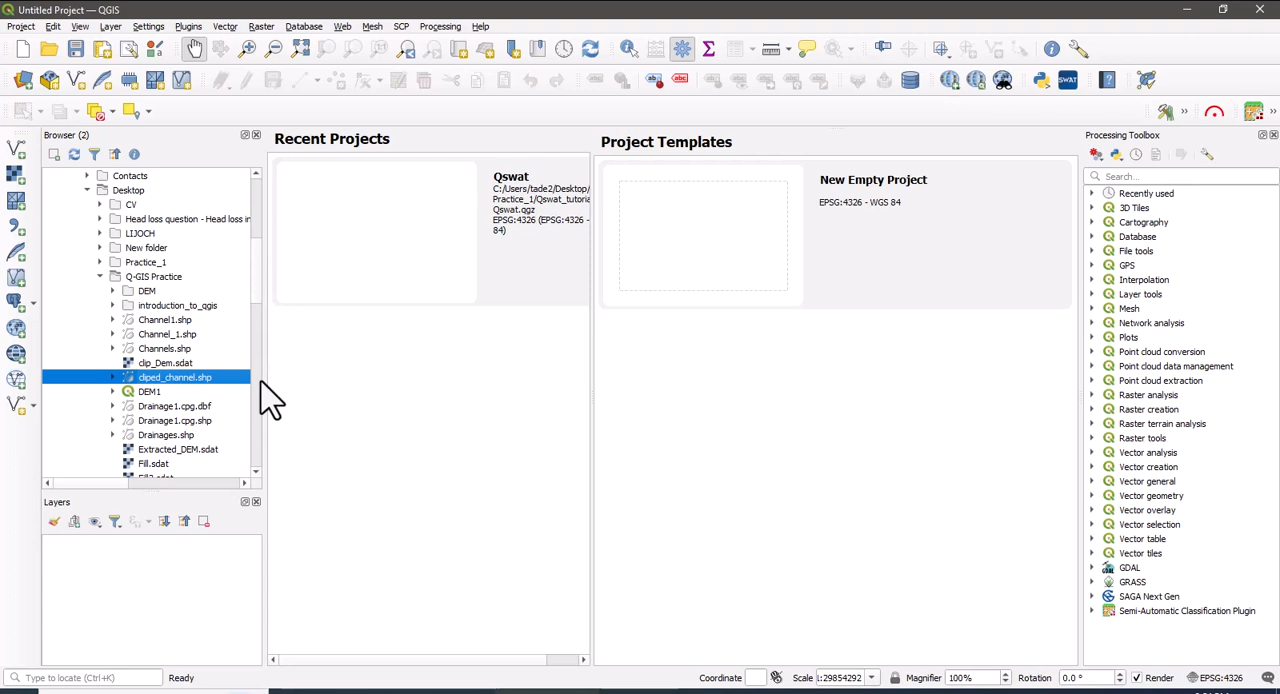 Untitled Project — QGIS
Project Edit View Layer Settings Plugins Vector Raster Database Web Mesh SCP Processing Help
Browser (2)
Contacts
Desktop
CV
Head loss question - Head loss in
LIJOCH
New folder
Practice_1
Q-GIS Practice
DEM
introduction_to_qgis
Channel1.shp
Channel_1.shp
Channels.shp
clip_Dem.sdat
cliped_channel.shp
DEM1
Drainage1.cpg.dbf
Drainage1.cpg.shp
Drainages.shp
Extracted_DEM.sdat
Fill.sdat
Layers
Recent Projects
Qswat
C:/Users/tade2/Desktop/
Practice_1/Qswat_tutoria
Qswat.qgz
EPSG:4326 (EPSG:4326 -
84)
Project Templates
New Empty Project
EPSG:4326 - WGS 84
Processing Toolbox
Search...
Recently used
3D Tiles
Cartography
Database
File tools
GPS
Interpolation
Layer tools
Mesh
Network analysis
Plots
Point cloud conversion
Point cloud data management
Point cloud extraction
Raster analysis
Raster creation
Raster terrain analysis
Raster tools
Vector analysis
Vector creation
Vector general
Vector geometry
Vector overlay
Vector selection
Vector table
Vector tiles
GDAL
GRASS
SAGA Next Gen
Semi-Automatic Classification Plugin
Type to locate (Ctrl+K) Ready Coordinate Scale 1:29854292 Magnifier 100% Rotation 0.0 ° Render EPSG:4326